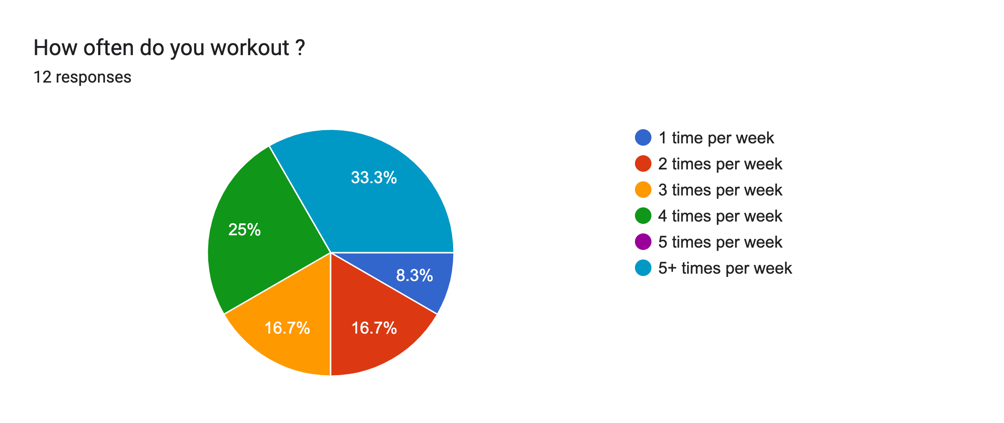 How often do you workout ?
12 responses
33.3%
25%
8.3%
16.7%
16.7%
1 time per week
2 times per week
3 times per week
4 times per week
5 times per week
5+ times per week